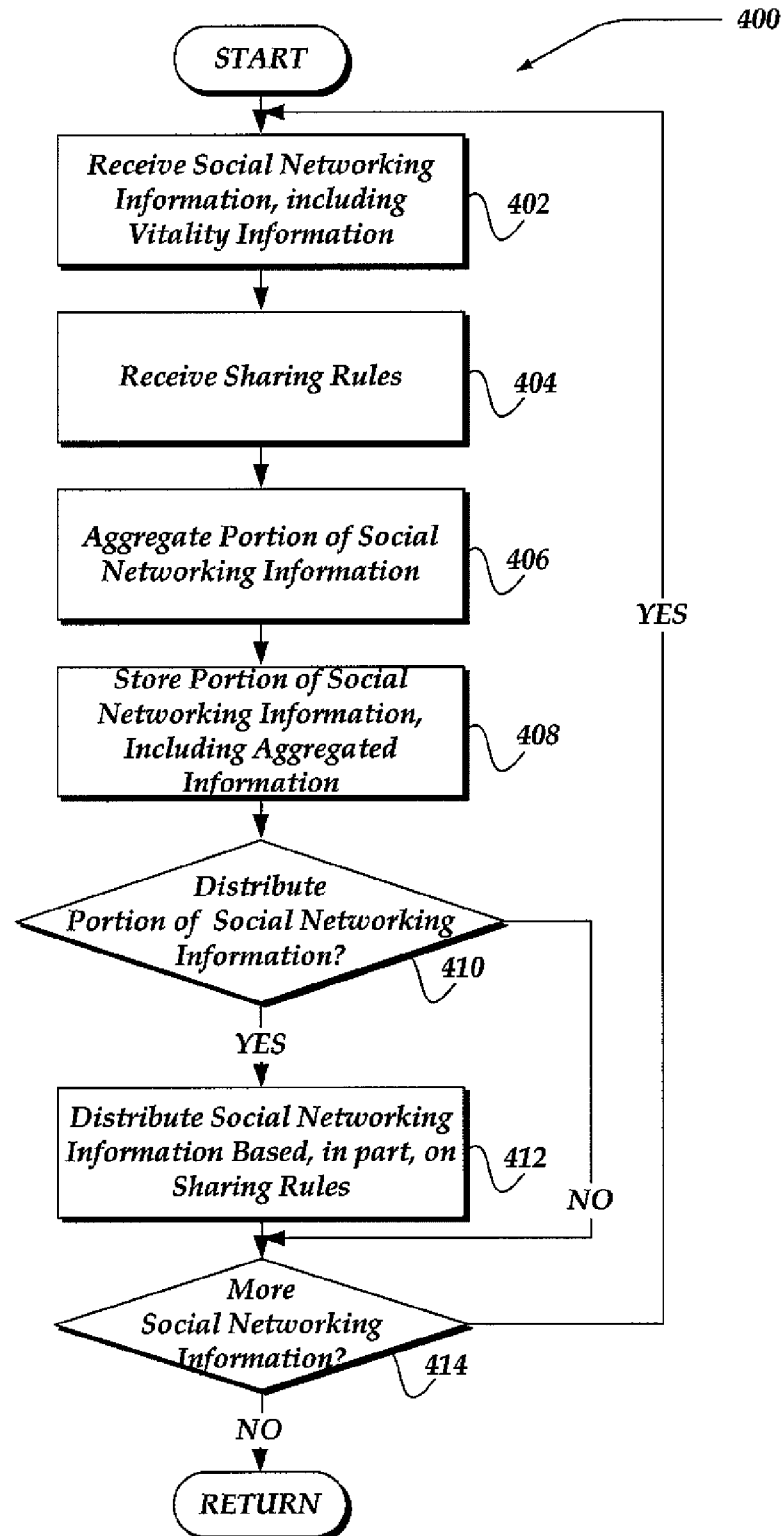 400
START
Receive Social Networking
Information, including
Vitality Information
402
Receive Sharing Rules
404
Aggregate Portion of Social
Networking Information
406
YES
Store Portion of Social
Networking Information,
Including Aggregated
Information
408
Distribute
Portion of Social Networking
Information?
410
YES
Distribute Social Networking
Information Based, in part, on
Sharing Rules
412
NO
More
Social Networking
Information?
414
NO
RETURN